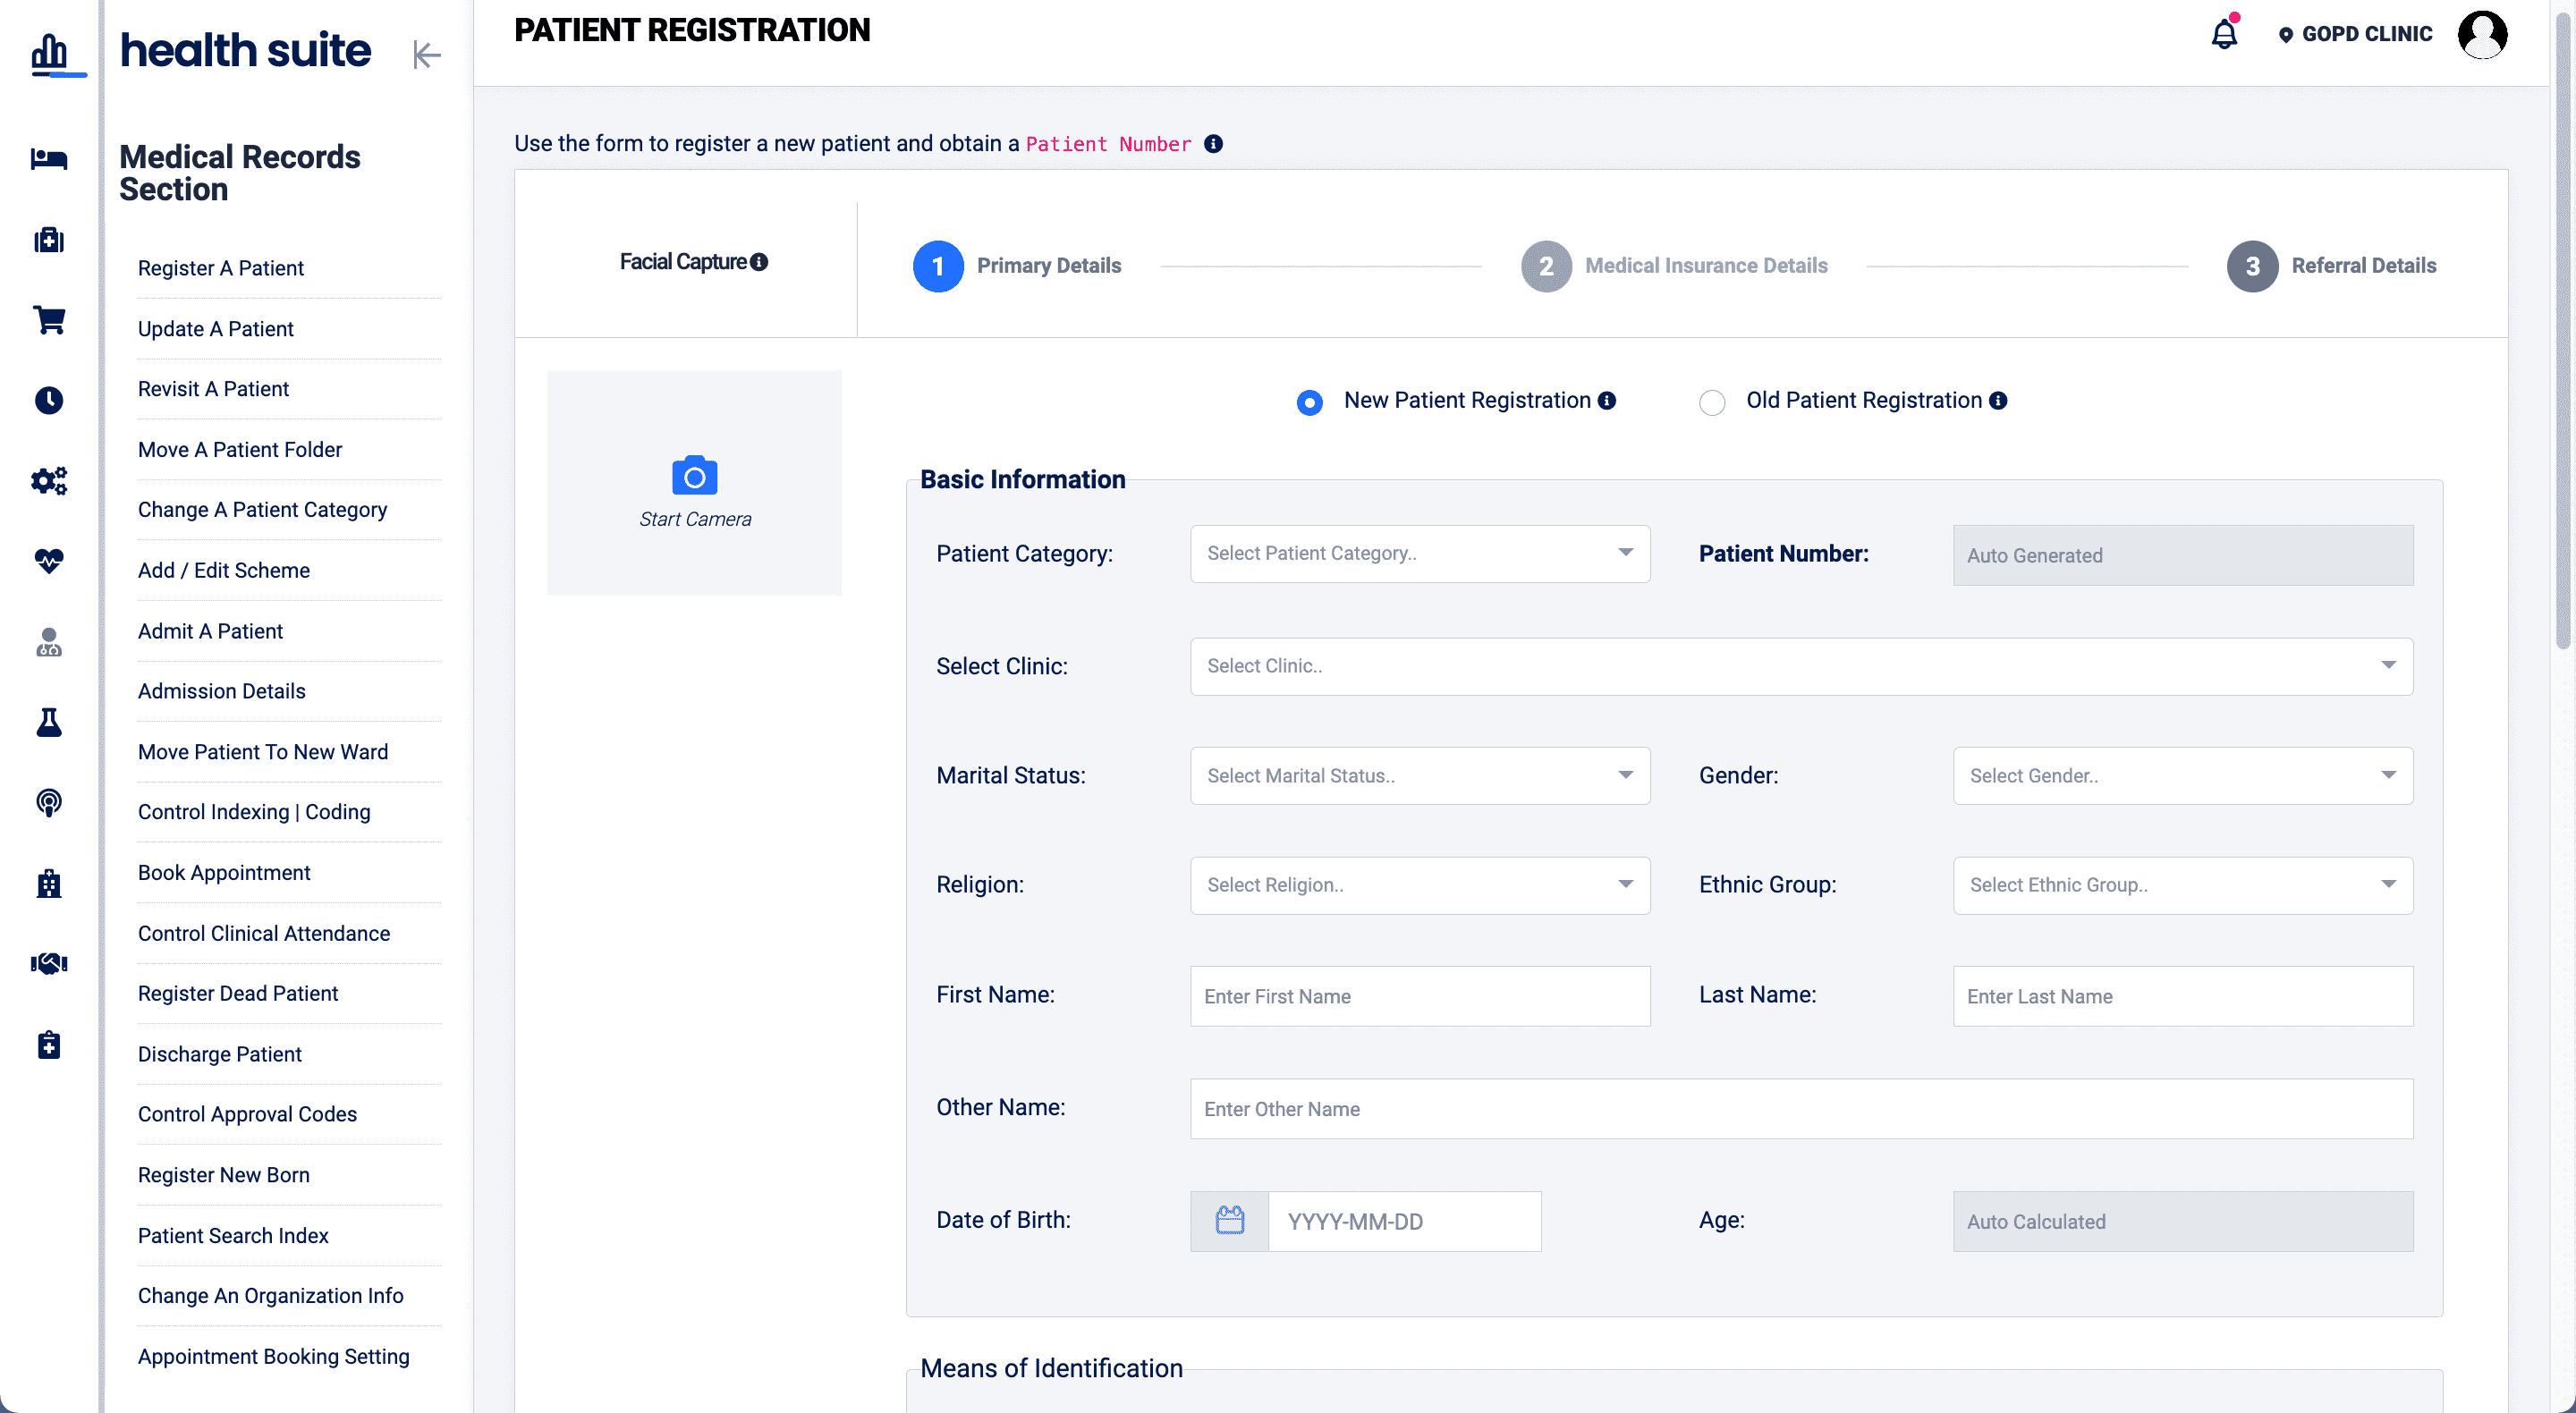 health suite
Medical Records
Section
Register A Patient
Update A Patient
Revisit A Patient
Move A Patient Folder
Change A Patient Category
Add / Edit Scheme
Admit A Patient
Admission Details
Move Patient To New Ward
Control Indexing | Coding
Book Appointment
Control Clinical Attendance
Register Dead Patient
Discharge Patient
Control Approval Codes
Register New Born
Patient Search Index
Change An Organization Info
Appointment Booking Setting
PATIENT REGISTRATION
GOPD CLINIC
Use the form to register a new patient and obtain a Patient Number
Facial Capture
1 Primary Details
2 Medical Insurance Details
3 Referral Details
Start Camera
New Patient Registration
Old Patient Registration
Basic Information
Patient Category: Select Patient Category..
Patient Number: Auto Generated
Select Clinic: Select Clinic..
Marital Status: Select Marital Status..
Gender: Select Gender..
Religion: Select Religion..
Ethnic Group: Select Ethnic Group..
First Name: Enter First Name
Last Name: Enter Last Name
Other Name: Enter Other Name
Date of Birth: YYYY-MM-DD
Age: Auto Calculated
Means of Identification